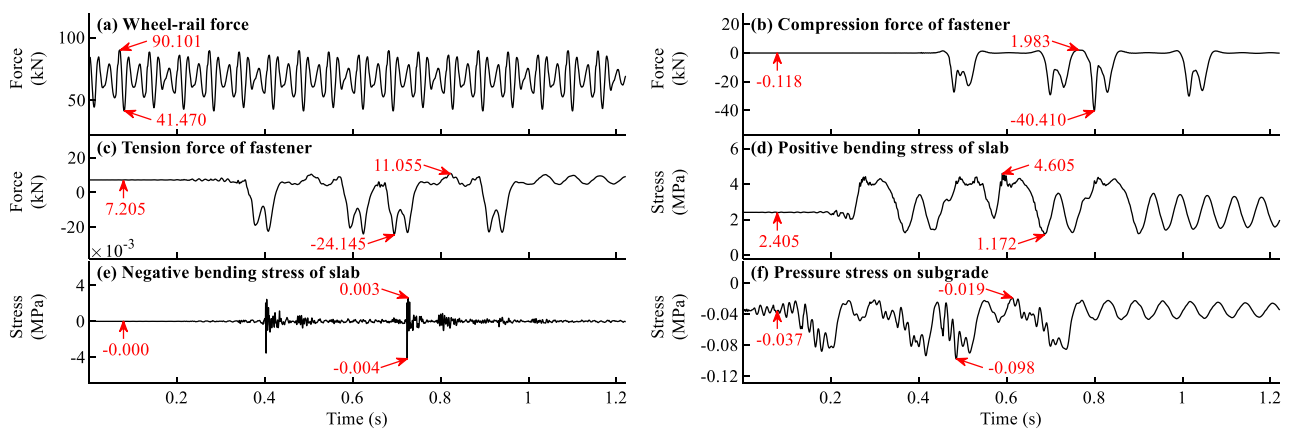 (a) Wheel-rail force
100
50
Force
(kN)
90.101
41.470
(b) Compression force of fastener
20
0
-20
-40
Force
(kN)
-0.118
1.983
-40.410
(c) Tension force of fastener
20
0
-20
Force
(kN)
7.205
11.055
-24.145
(d) Positive bending stress of slab
6
4
2
0
Stress
(MPa)
2.405
4.605
1.172
×10⁻³
(e) Negative bending stress of slab
4
0
-4
Stress
(MPa)
-0.000
0.003
-0.004
0.2 0.4 0.6 0.8 1 1.2
Time (s)
(f) Pressure stress on subgrade
0
-0.04
-0.08
-0.12
Stress
(MPa)
-0.037
-0.019
-0.098
0.2 0.4 0.6 0.8 1 1.2
Time (s)